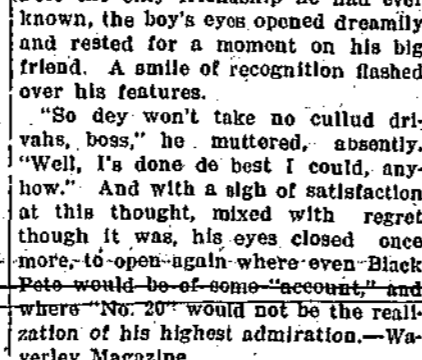 known, the boy's eyes opened dreamily
and rested for a moment on his big
friend. A smile of recognition flashed
over his features.
"So dey won't take no cullud dri-
vahs, boss," he muttered, absently.
"Well, I's done de best I could, any-
how." And with a sigh of satisfaction
at this thought, mixed with regret
though it was, his eyes closed once
more, to open again where even Black
Pete would be of some "account," and
where "No. 20" would not be the reali-
zation of his highest admiration.—Wa-
verley Magazine.